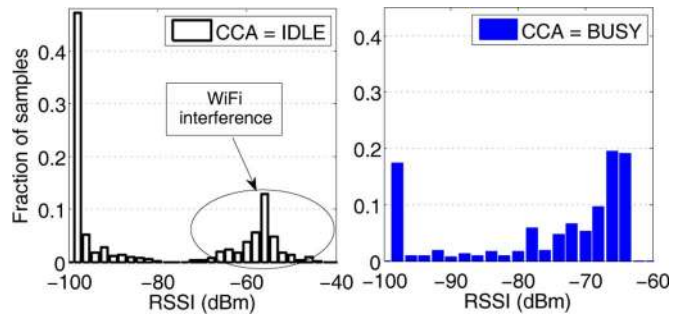 CCA = IDLE
CCA = BUSY
WiFi
interference
Fraction of samples
0.4
0.3
0.2
0.1
0
−100 −80 −60 −40
RSSI (dBm)
0.4
0.3
0.2
0.1
0
−100 −90 −80 −70 −60
RSSI (dBm)